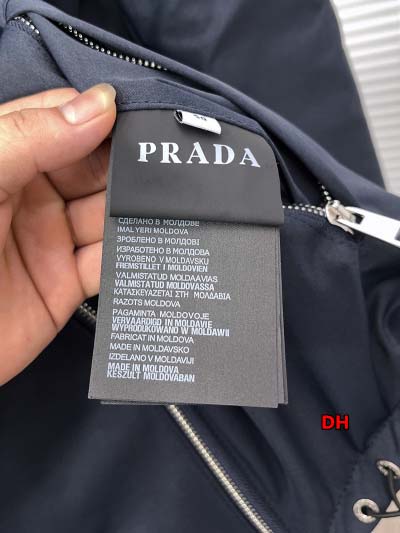 50
PRADA
СДЕЛАНО В МОЛДОВЕ
IMAL YERI MOLDOVA
ЗРОБЛЕНО В МОЛДОВІ
ИЗРАБОТЕНО В МОЛДОВА
VYROBENO V MOLDAVSKU
FREMSTILLET I MOLDOVIEN
VALMISTATUD MOLDAAVIAS
VALMISTATUD MOLDOVASSA
ΚΑΤΑΣΚΕΥΑΖΕΤΑΙ ΣΤΗ ΜΟΛΔΑΒΙΑ
RAZOTS MOLDOVA
PAGAMINTA MOLDOVOJE
VERVAARDIGD IN MOLDAVIE
WYPRODUKOWANO W MOLDAWII
FABRICAT IN MOLDOVA
MADE IN MOLDAVSKO
IZDELANO V MOLDAVIJI
MADE IN MOLDOVA
KESZULT MOLDOVABAN
DH